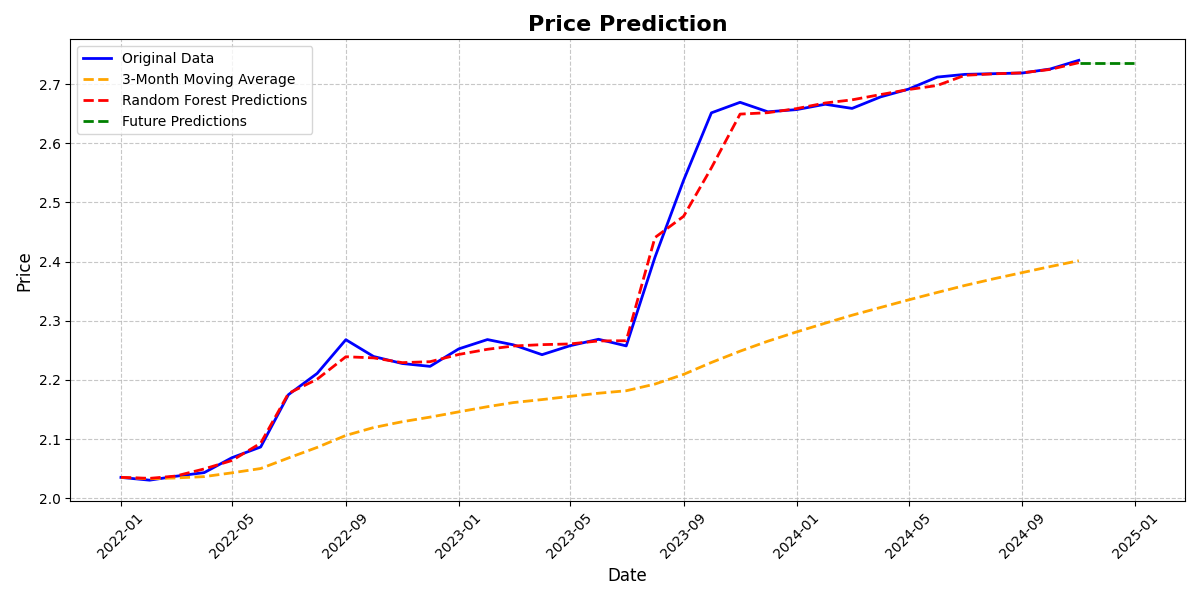 Price Prediction
Original Data
3-Month Moving Average
Random Forest Predictions
Future Predictions
Price
2.7
2.6
2.5
2.4
2.3
2.2
2.1
2.0
2022-01
2022-05
2022-09
2023-01
2023-05
2023-09
2024-01
2024-05
2024-09
2025-01
Date